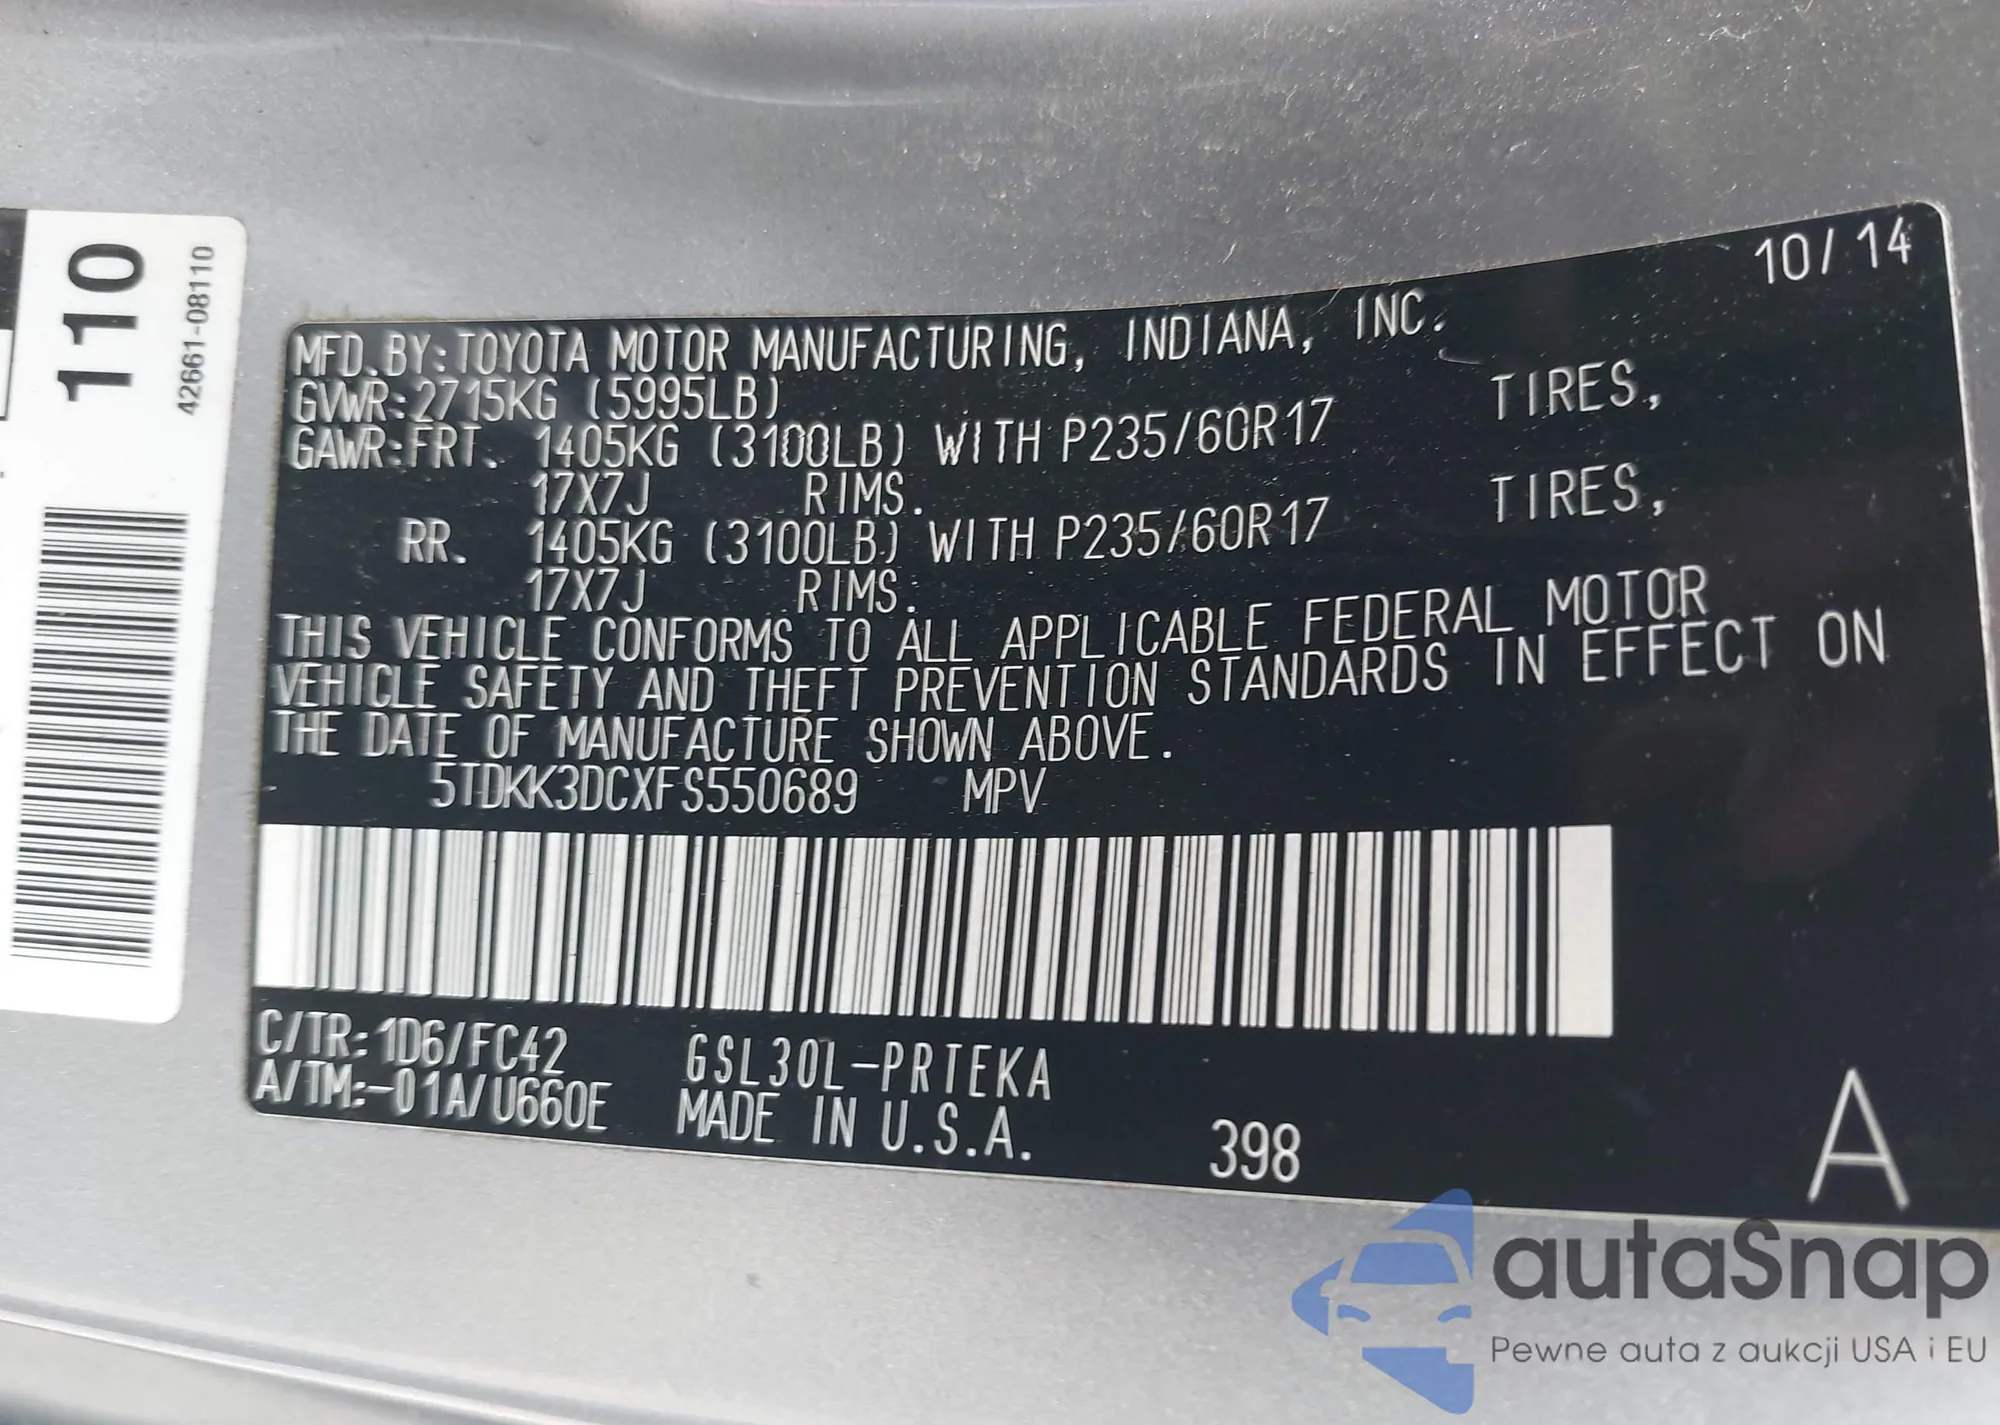 110
42661-08110
10/14
MFD.BY:TOYOTA MOTOR MANUFACTURING, INDIANA, INC.
GVWR:2715KG (5995LB)
GAWR:FRT. 1405KG (3100LB) WITH P235/60R17 TIRES,
17X7J RIMS.
RR. 1405KG (3100LB) WITH P235/60R17 TIRES,
17X7J RIMS.
THIS VEHICLE CONFORMS TO ALL APPLICABLE FEDERAL MOTOR
VEHICLE SAFETY AND THEFT PREVENTION STANDARDS IN EFFECT ON
THE DATE OF MANUFACTURE SHOWN ABOVE.
5TDKK3DCXFS550689 MPV
C/TR:1D6/FC42 GSL30L-PRTEKA
A/TM:-01A/U660E MADE IN U.S.A. 398
A
autaSnap
Pewne auta z aukcji USA i EU